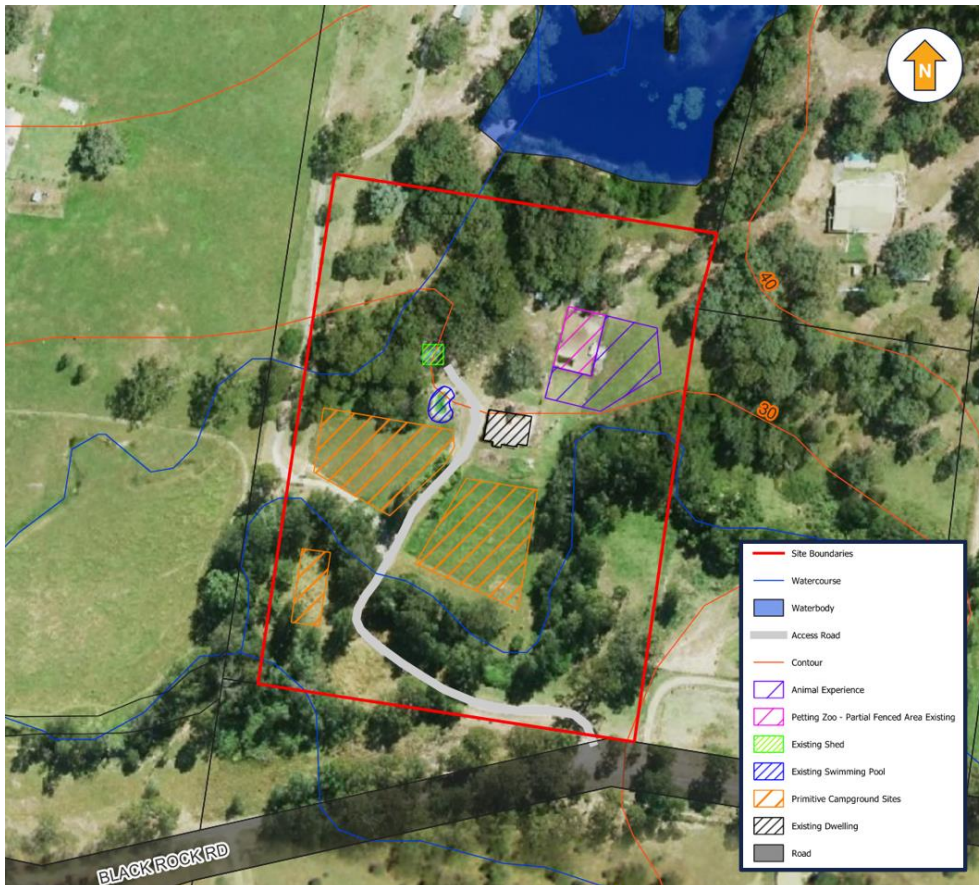 N
40
30
Site Boundaries
Watercourse
Waterbody
Access Road
Contour
Animal Experience
Petting Zoo - Partial Fenced Area Existing
Existing Shed
Existing Swimming Pool
Primitive Campground Sites
Existing Dwelling
Road
BLACK ROCK RD